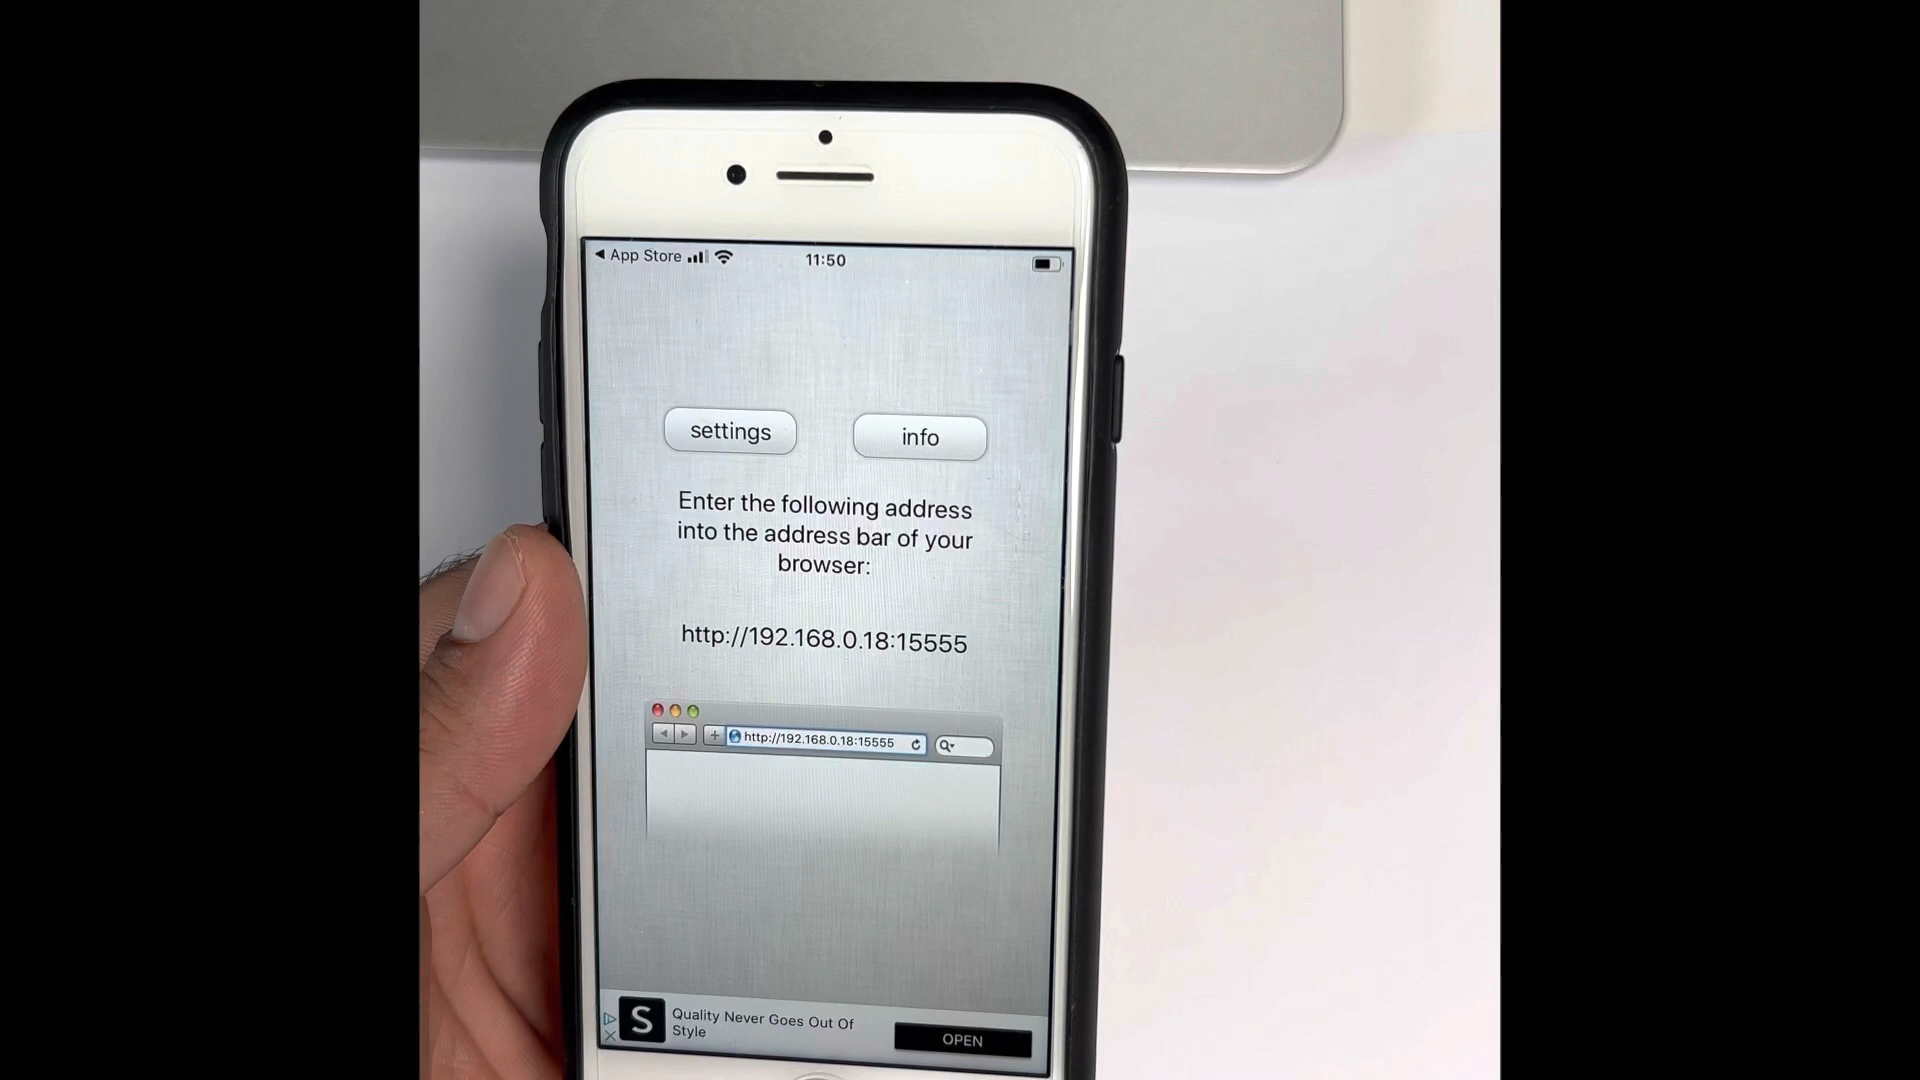 App Store
11:50
settings
info
Enter the following address
into the address bar of your
browser:
http://192.168.0.18:15555
http://192.168.0.18:15555
S
Quality Never Goes Out Of
Style
OPEN